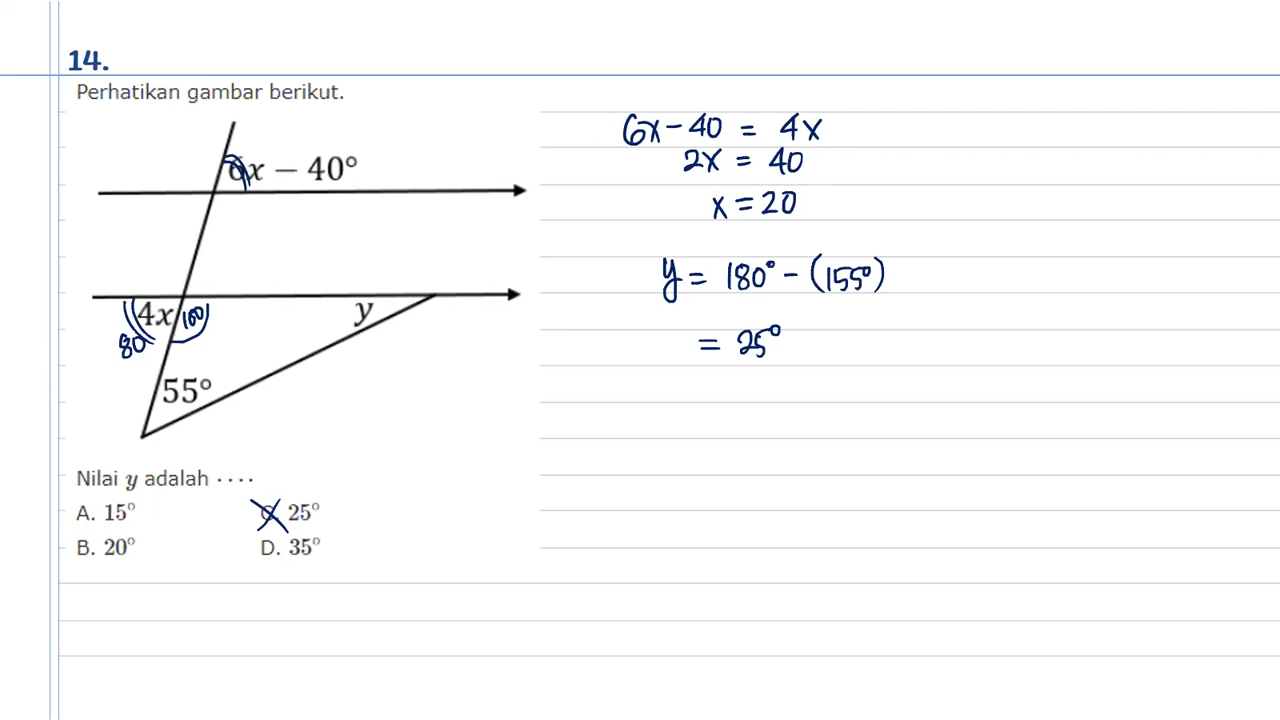 14.
Perhatikan gambar berikut.
6x − 40°
4x 100 y
80
55°
6x − 40 = 4x
2x = 40
x = 20
y = 180° − (155°)
= 25°
Nilai y adalah ····
A. 15° C. 25°
B. 20° D. 35°